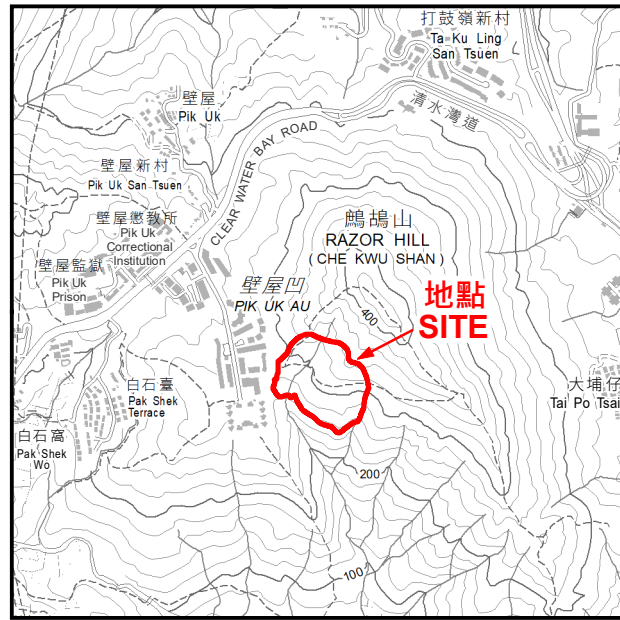 打鼓嶺新村
Ta Ku Ling
San Tsuen
壁屋
Pik Uk
清水灣道
CLEAR WATER BAY ROAD
壁屋新村
Pik Uk San Tsuen
壁屋懲教所
Pik Uk
Correctional
Institution
鷓鴣山
RAZOR HILL
( CHE KWU SHAN )
壁屋監獄
Pik Uk
Prison
壁屋凹
PIK UK AU
400
地點
SITE
白石臺
Pak Shek
Terrace
大埔仔
Tai Po Tsai
白石窩
Pak Shek
Wo
200
100